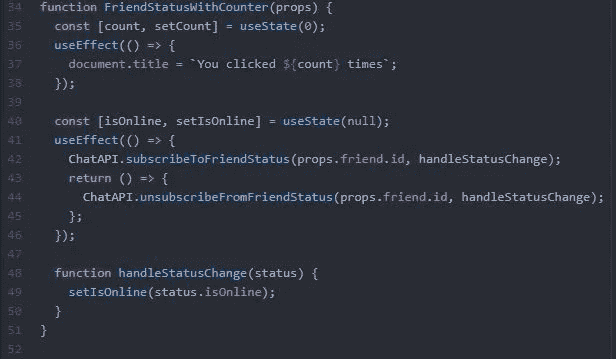 34 function FriendStatusWithCounter(props) {
35   const [count, setCount] = useState(0);
36   useEffect(() => {
37     document.title = `You clicked ${count} times`;
38   });
39
40   const [isOnline, setIsOnline] = useState(null);
41   useEffect(() => {
42     ChatAPI.subscribeToFriendStatus(props.friend.id, handleStatusChange);
43     return () => {
44       ChatAPI.unsubscribeFromFriendStatus(props.friend.id, handleStatusChange);
45     };
46   });
47
48   function handleStatusChange(status) {
49     setIsOnline(status.isOnline);
50   }
51 }
52